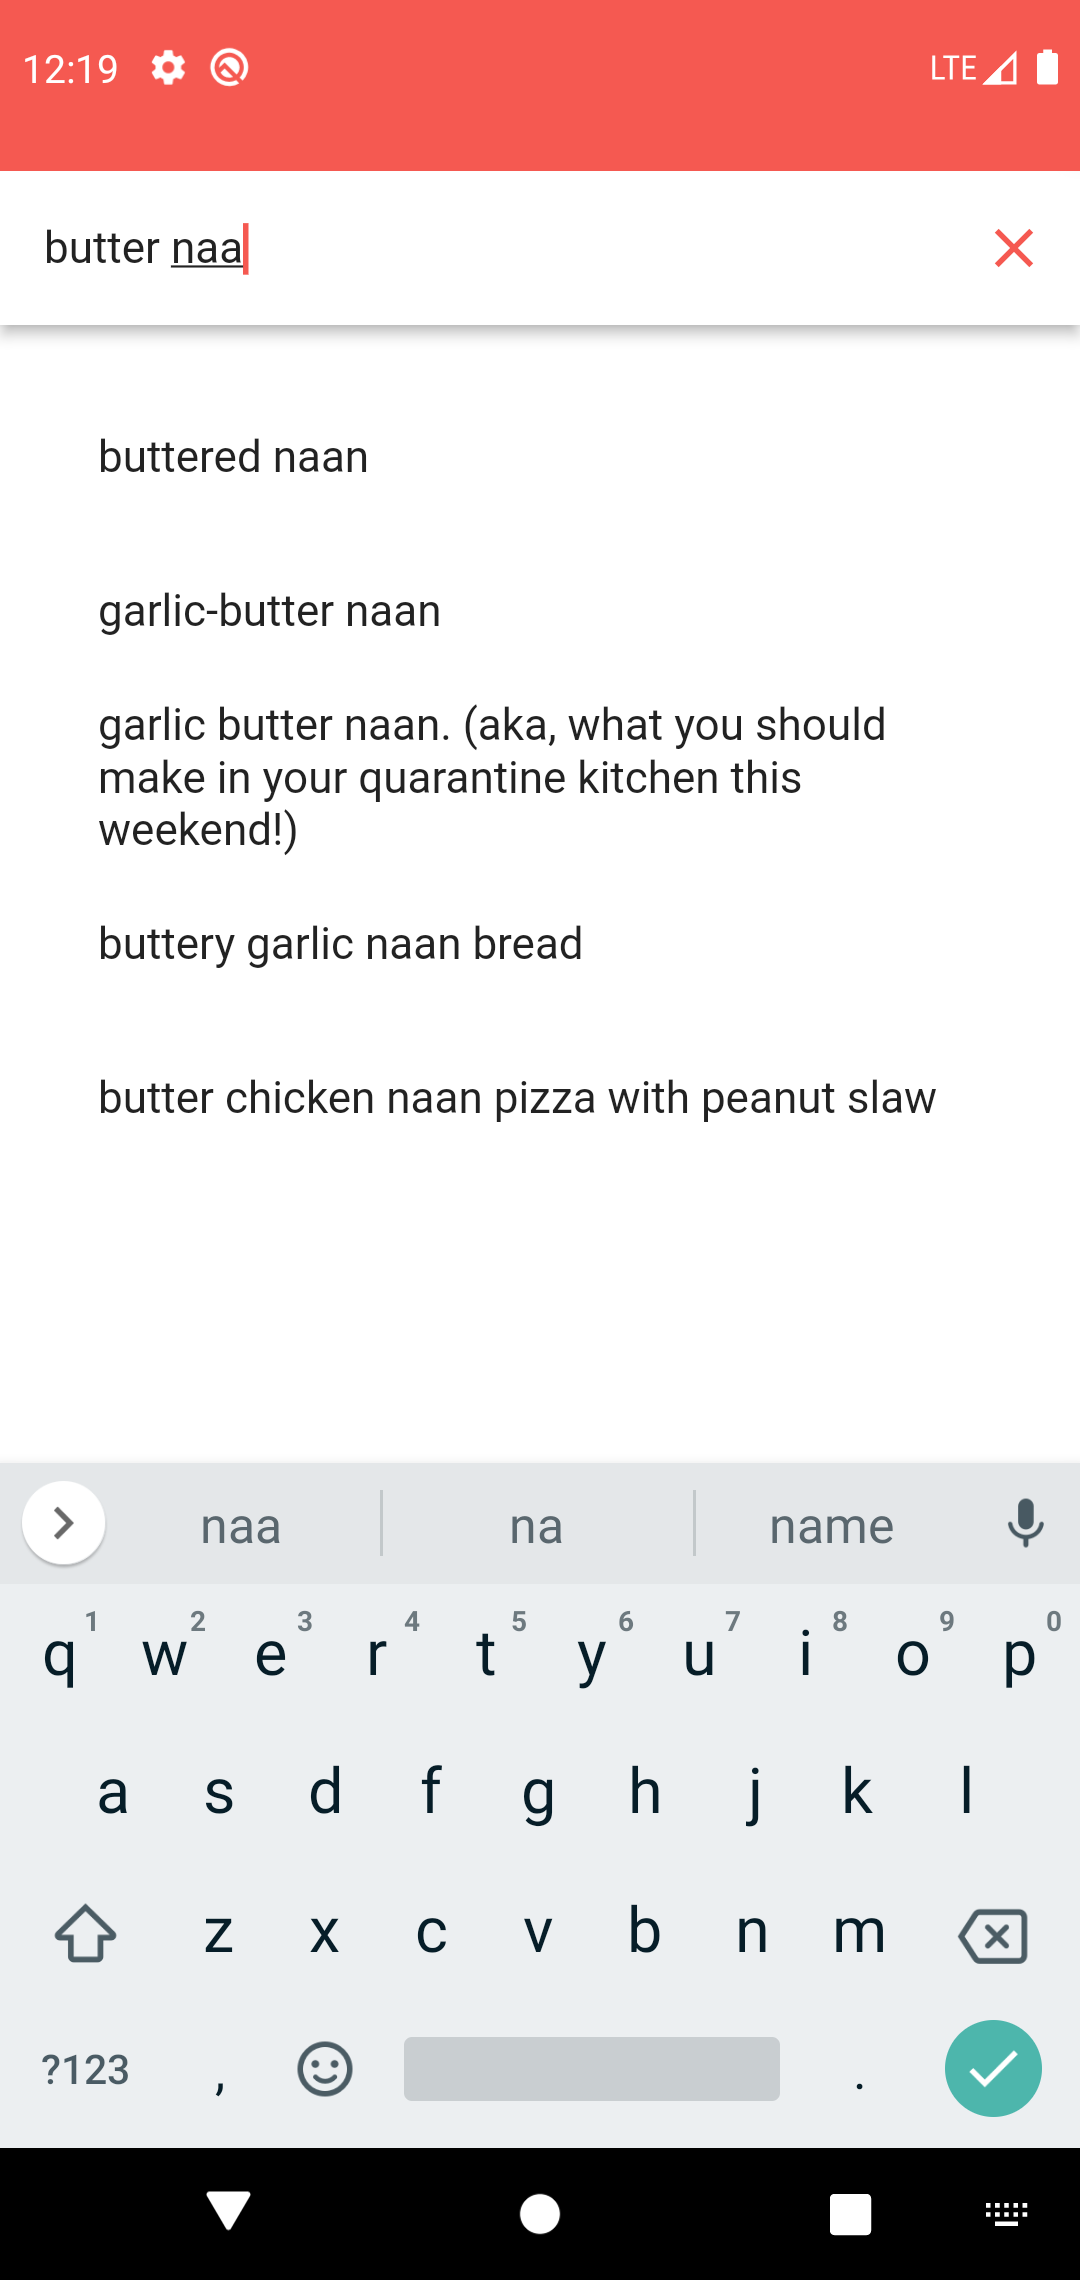 12:19 LTE
butter naa
buttered naan
garlic-butter naan
garlic butter naan. (aka, what you should
make in your quarantine kitchen this
weekend!)
buttery garlic naan bread
butter chicken naan pizza with peanut slaw
naa na name
1 2 3 4 5 6 7 8 9 0
q w e r t y u i o p
a s d f g h j k l
z x c v b n m
?123 , .